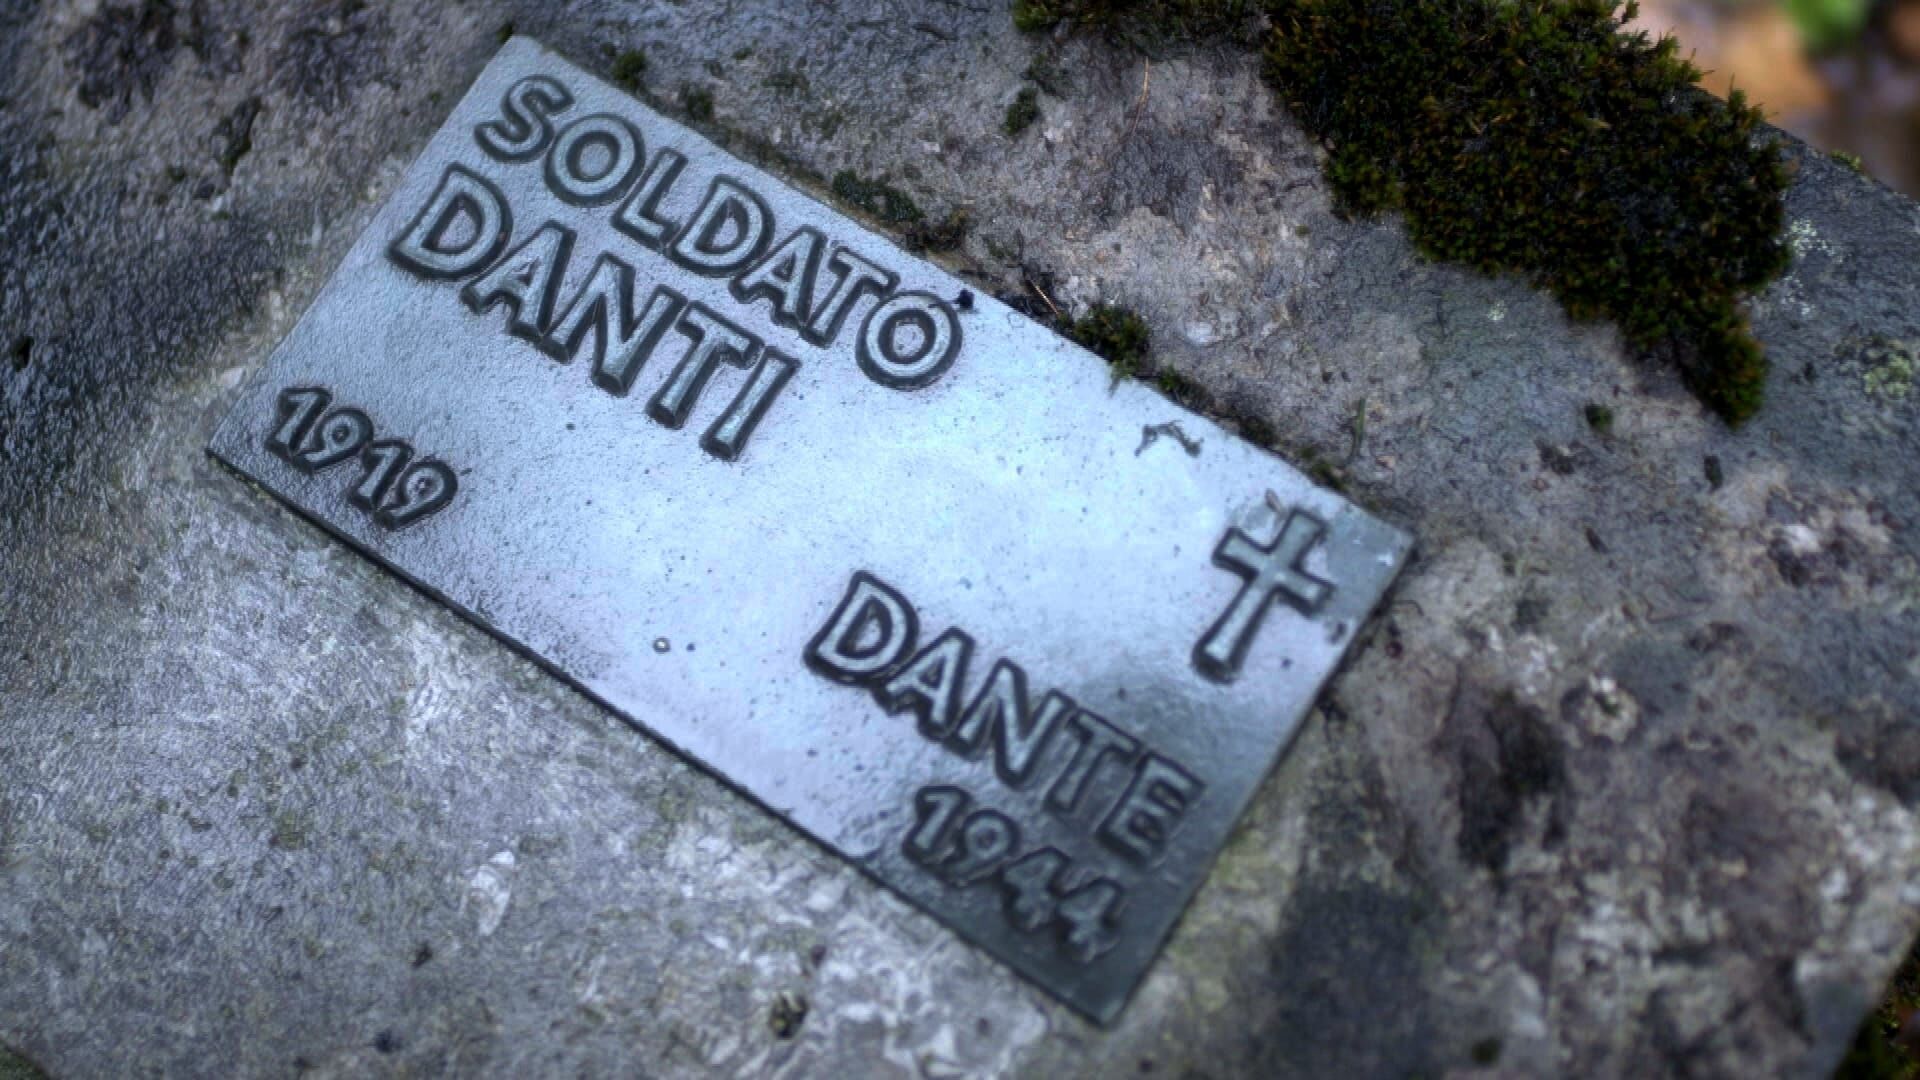 SOLDATO
DANTI
DANTE
1919
1944